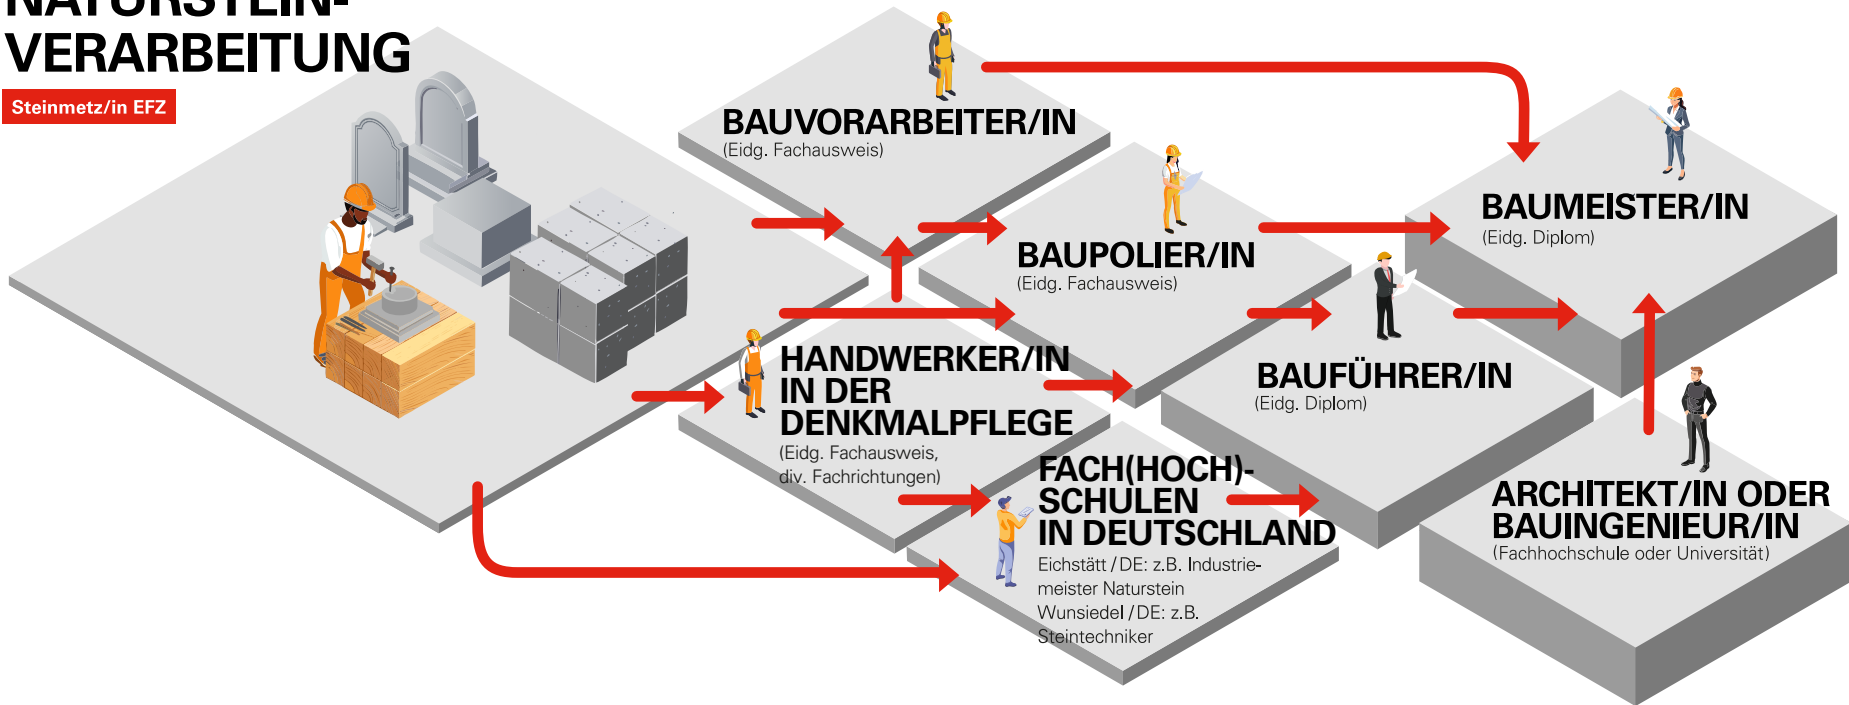 NATURSTEIN-
VERARBEITUNG
Steinmetz/in EFZ
BAUVORARBEITER/IN
(Eidg. Fachausweis)
BAUPOLIER/IN
(Eidg. Fachausweis)
BAUMEISTER/IN
(Eidg. Diplom)
HANDWERKER/IN
IN DER
DENKMALPFLEGE
(Eidg. Fachausweis,
div. Fachrichtungen)
BAUFÜHRER/IN
(Eidg. Diplom)
FACH(HOCH)-
SCHULEN
IN DEUTSCHLAND
Eichstätt / DE: z.B. Industrie-
meister Naturstein
Wunsiedel / DE: z.B.
Steintechniker
ARCHITEKT/IN ODER
BAUINGENIEUR/IN
(Fachhochschule oder Universität)